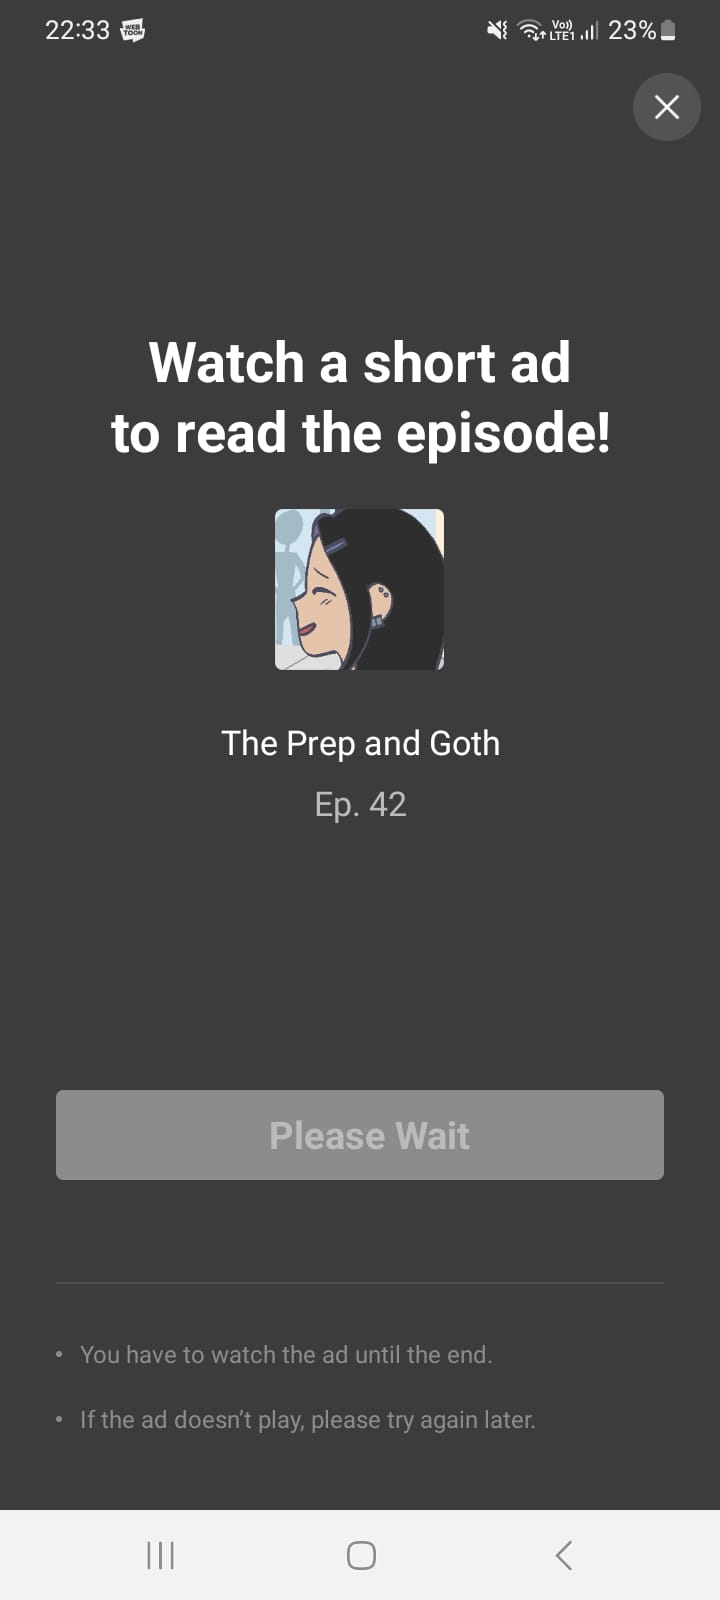 22:33 WEB TOON Vo)) LTE1 23%
Watch a short ad
to read the episode!
The Prep and Goth
Ep. 42
Please Wait
• You have to watch the ad until the end.
• If the ad doesn't play, please try again later.